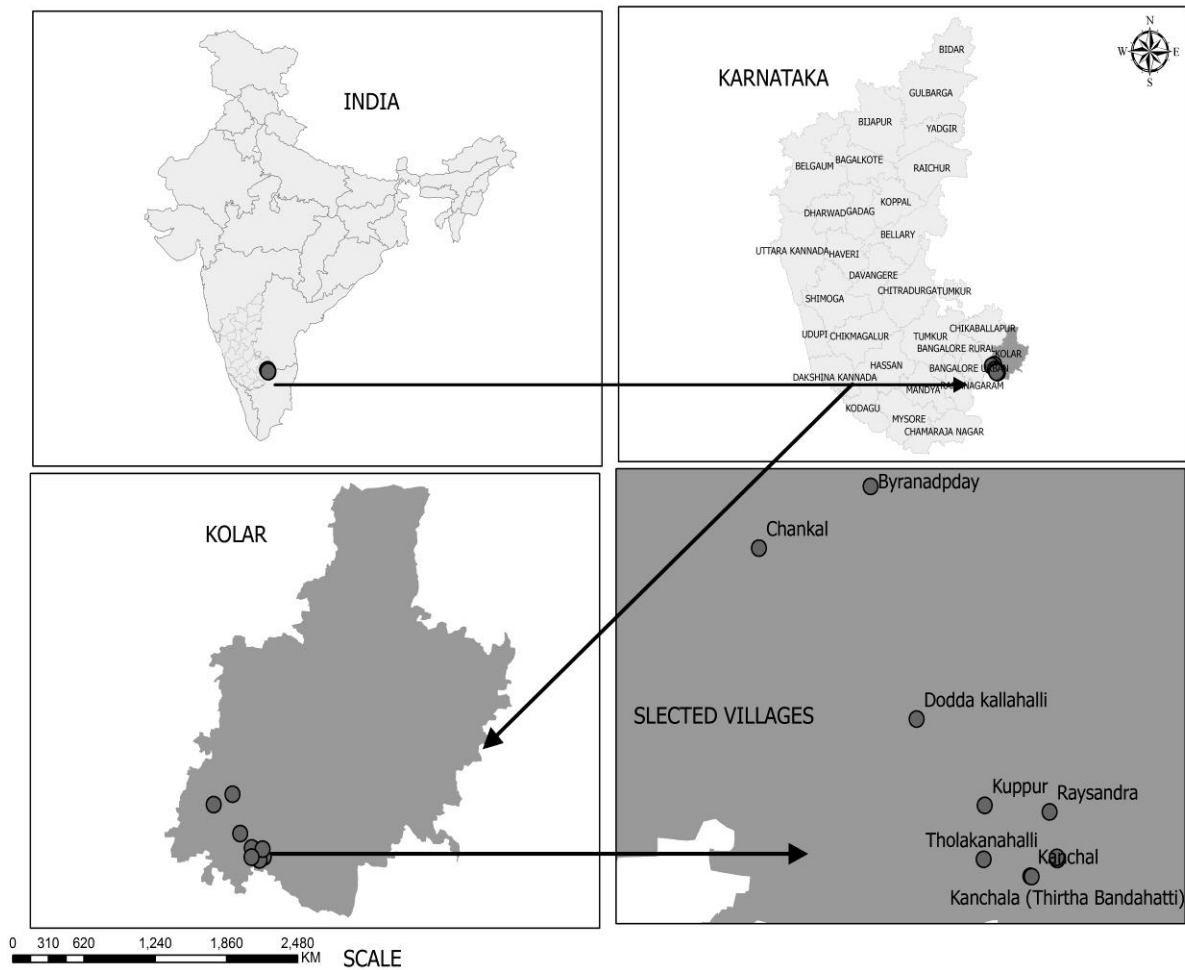 INDIA
KARNATAKA
N
W E
S
BIDAR
GULBARGA
BIJAPUR
YADGIR
BELGAUM
BAGALKOTE
RAICHUR
KOPPAL
DHARWAD
GADAG
BELLARY
UTTARA KANNADA
HAVERI
DAVANGERE
CHITRADURGA
TUMKUR
SHIMOGA
CHIKABALLAPUR
UDUPI
CHIKMAGALUR
TUMKUR
BANGALORE RURAL
KOLAR
HASSAN
BANGALORE URBAN
DAKSHINA KANNADA
MANDYA
KODAGU
MYSORE
CHAMARAJA NAGAR
KOLAR
Byranadpday
Chankal
Dodda kallahalli
SLECTED VILLAGES
Kuppur
Raysandra
Tholakanahalli
Kanchal
Kanchala (Thirtha Bandahatti)
0 310 620 1,240 1,860 2,480
KM
SCALE